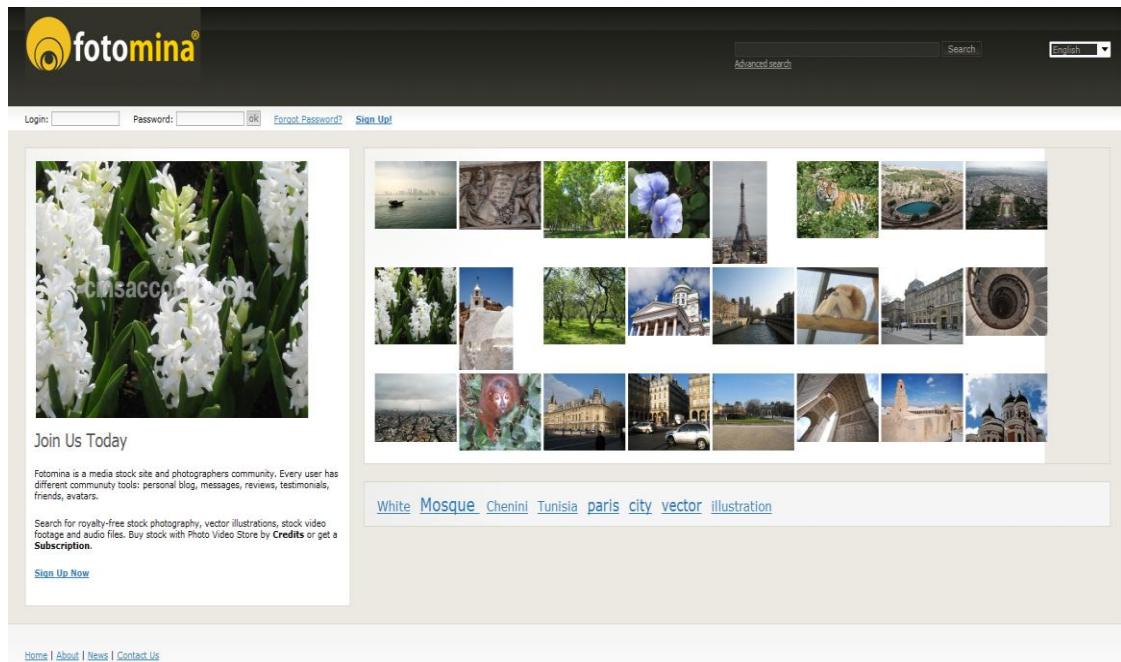 fotomina®
Search
Advanced search
English
Login:
Password:
ok
Forgot Password?
Sign Up!
cmsaccount.com
Join Us Today
Fotomina is a media stock site and photographers community. Every user has
different communuty tools: personal blog, messages, reviews, testimonials,
friends, avatars.
Search for royalty-free stock photography, vector illustrations, stock video
footage and audio files. Buy stock with Photo Video Store by Credits or get a
Subscription.
Sign Up Now
White Mosque Chenini Tunisia paris city vector illustration
Home | About | News | Contact Us